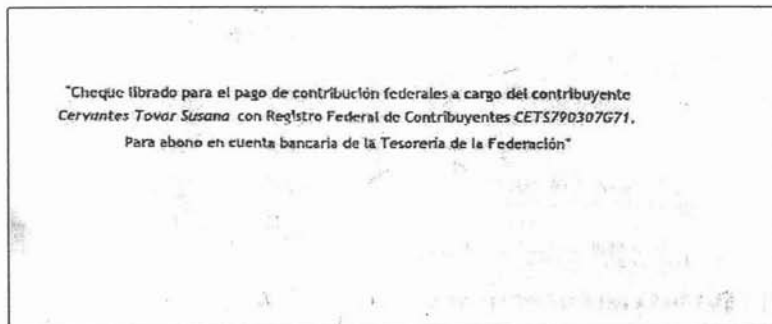 "Cheque librado para el pago de contribución federales a cargo del contribuyente
Cervantes Tovar Susana con Registro Federal de Contribuyentes CETS790307G71.
Para abono en cuenta bancaria de la Tesorería de la Federación"